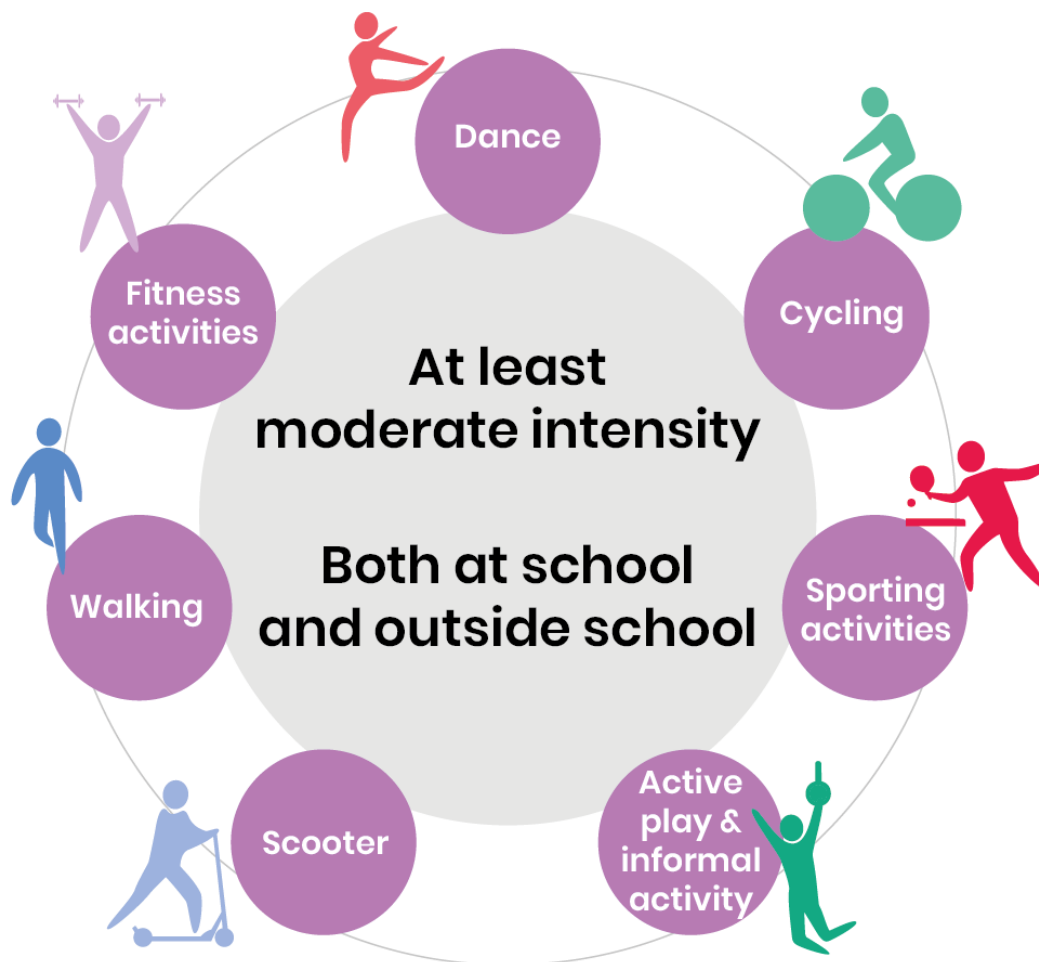 Dance
Cycling
Sporting
activities
Active
play &
informal
activity
Scooter
Walking
Fitness
activities
At least
moderate intensity
Both at school
and outside school